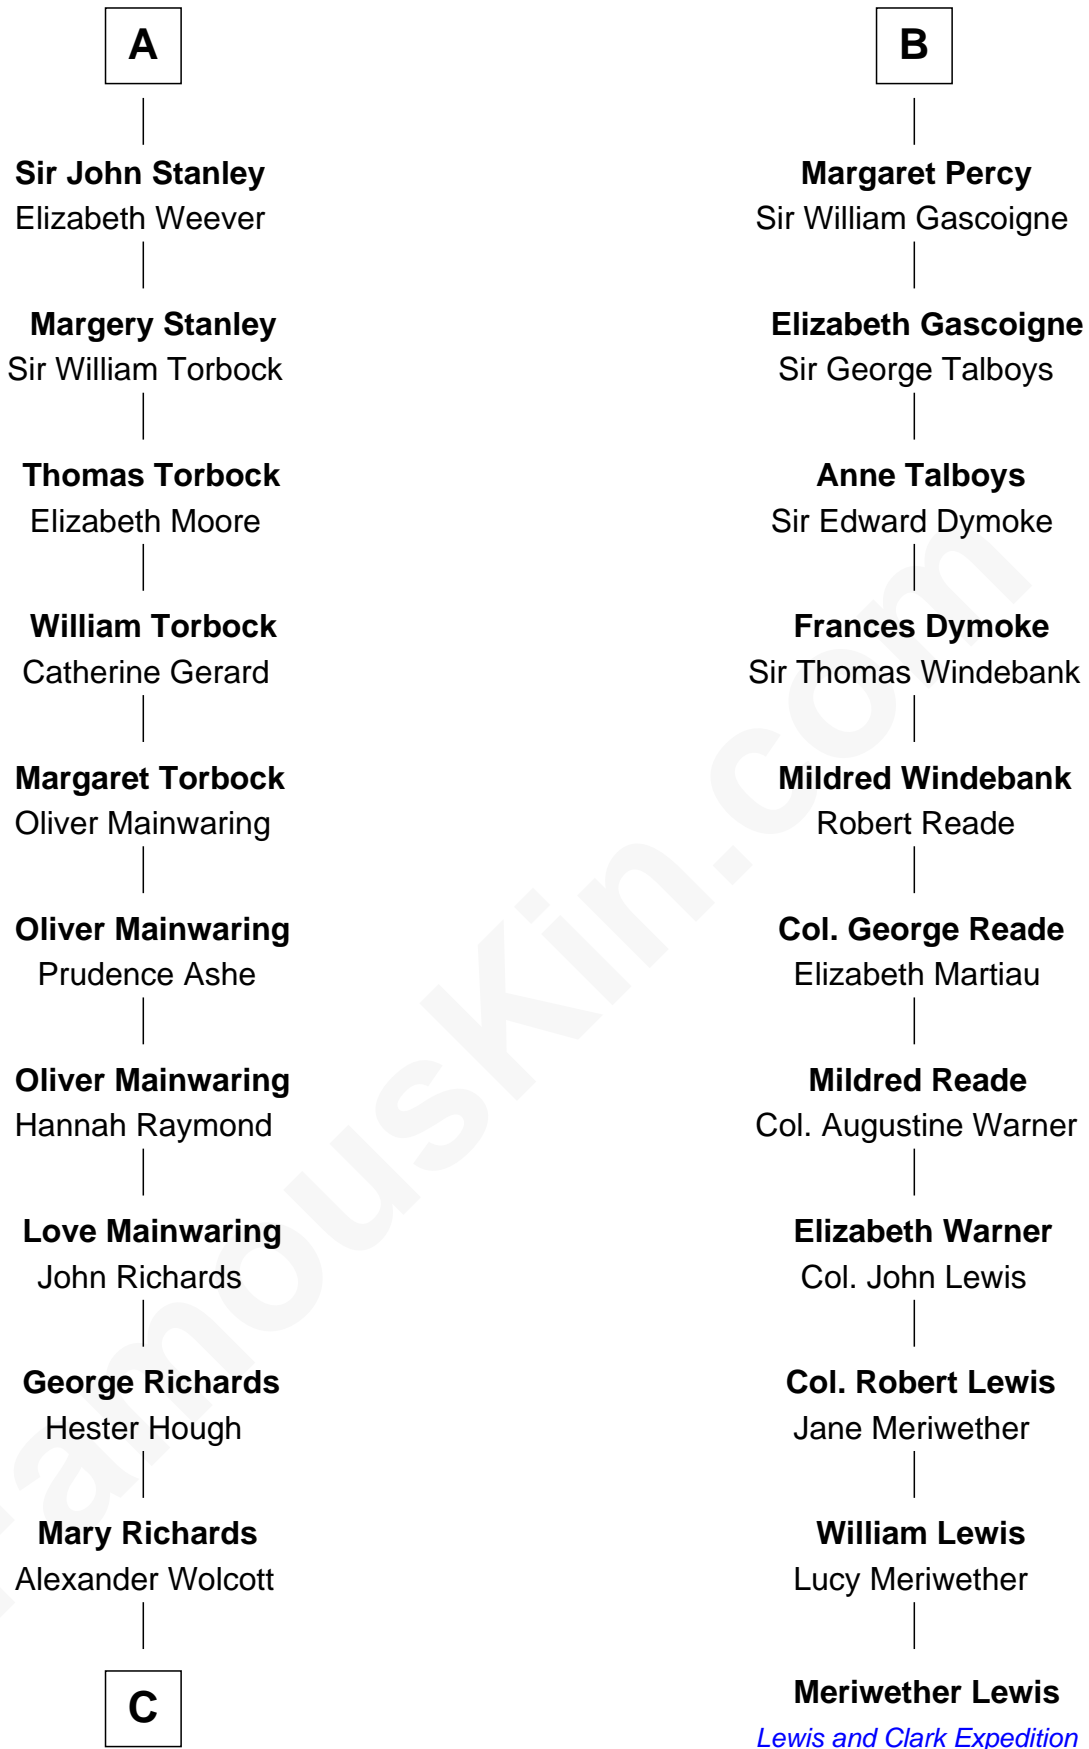 A
Sir John Stanley
Elizabeth Weever
Margery Stanley
Sir William Torbock
Thomas Torbock
Elizabeth Moore
William Torbock
Catherine Gerard
Margaret Torbock
Oliver Mainwaring
Oliver Mainwaring
Prudence Ashe
Oliver Mainwaring
Hannah Raymond
Love Mainwaring
John Richards
George Richards
Hester Hough
Mary Richards
Alexander Wolcott
C
B
Margaret Percy
Sir William Gascoigne
Elizabeth Gascoigne
Sir George Talboys
Anne Talboys
Sir Edward Dymoke
Frances Dymoke
Sir Thomas Windebank
Mildred Windebank
Robert Reade
Col. George Reade
Elizabeth Martiau
Mildred Reade
Col. Augustine Warner
Elizabeth Warner
Col. John Lewis
Col. Robert Lewis
Jane Meriwether
William Lewis
Lucy Meriwether
Meriwether Lewis
Lewis and Clark Expedition
FamousKin.com